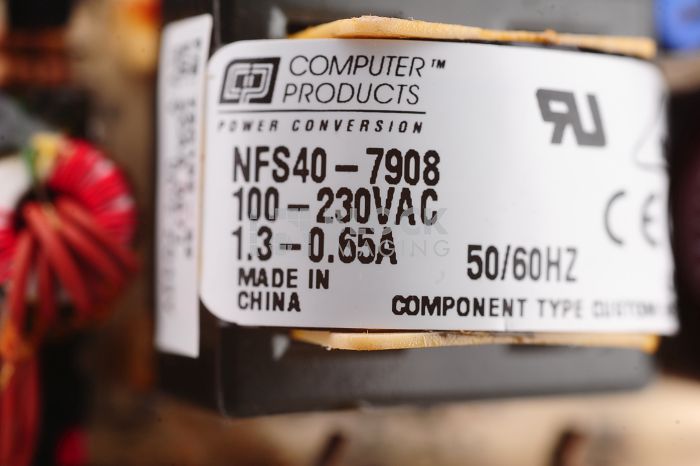 COMPUTER™
PRODUCTS
POWER CONVERSION
NFS40-7908
100-230VAC
1.3-0.65A
50/60HZ
MADE IN
CHINA
COMPONENT TYPE